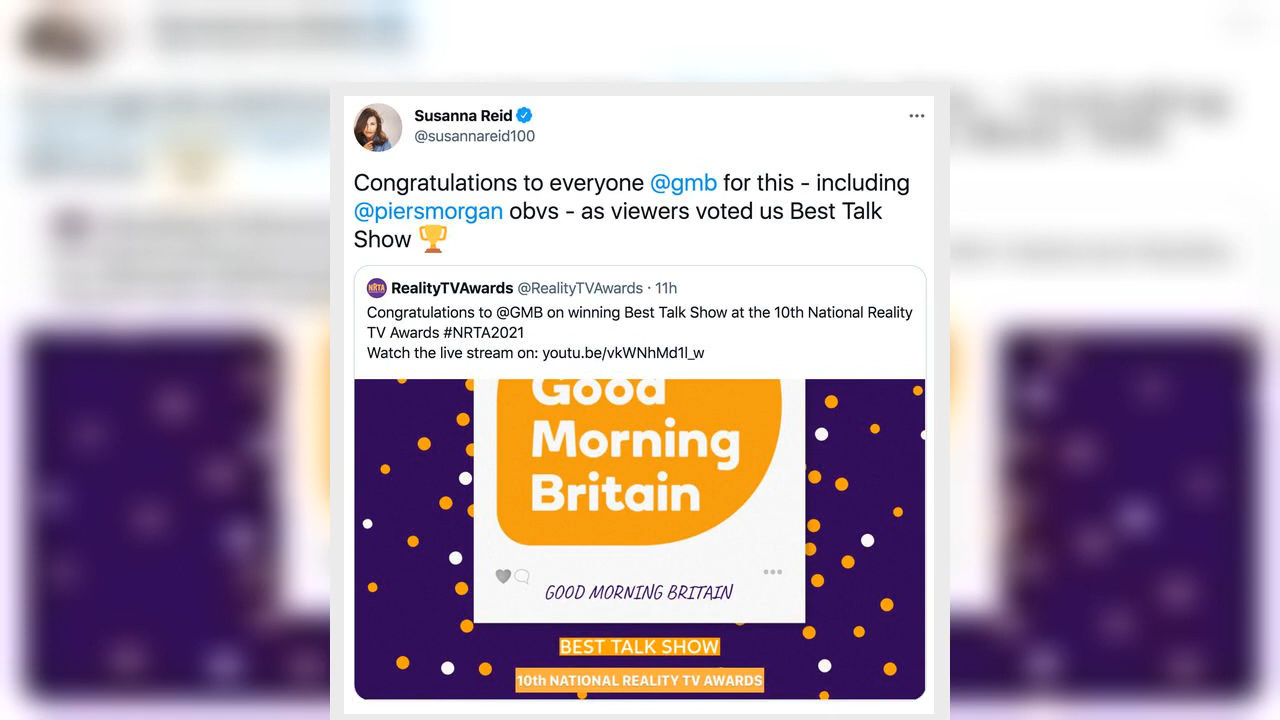 Susanna Reid
@susannareid100
Congratulations to everyone @gmb for this - including
@piersmorgan obvs - as viewers voted us Best Talk
Show 🏆
NRTA
RealityTVAwards @RealityTVAwards · 11h
Congratulations to @GMB on winning Best Talk Show at the 10th National Reality
TV Awards #NRTA2021
Watch the live stream on: youtu.be/vkWNhMd1l_w
Good
Morning
Britain
GOOD MORNING BRITAIN
BEST TALK SHOW
10th NATIONAL REALITY TV AWARDS